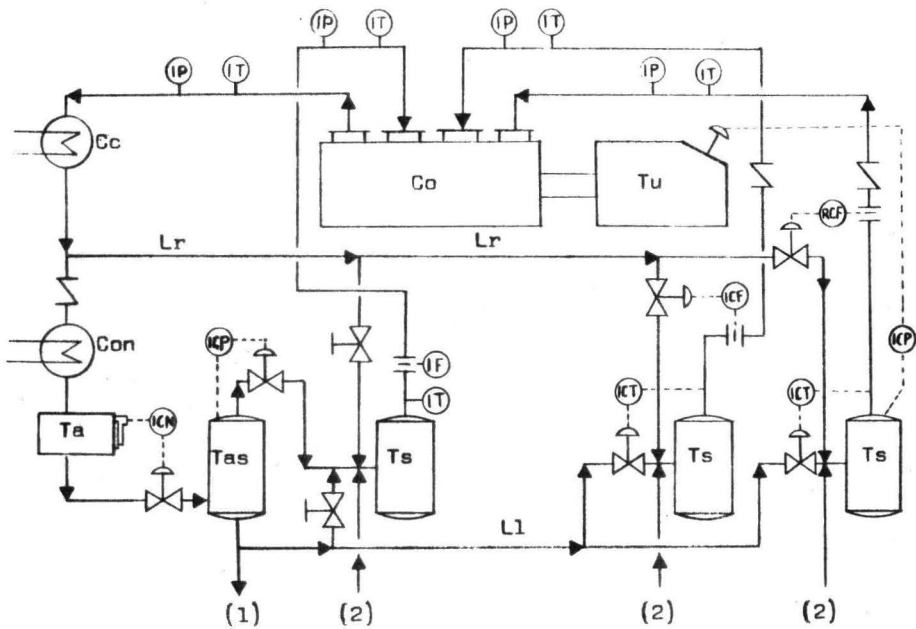 IP IT IP IT
IP IT IP IT
Cc
Co Tu
RCF
Lr Lr
ICF
Con ICP IF ICP
IT ICT ICT
Ta ICN Tas Ts Ts Ts
Ll
(1) (2) (2) (2)